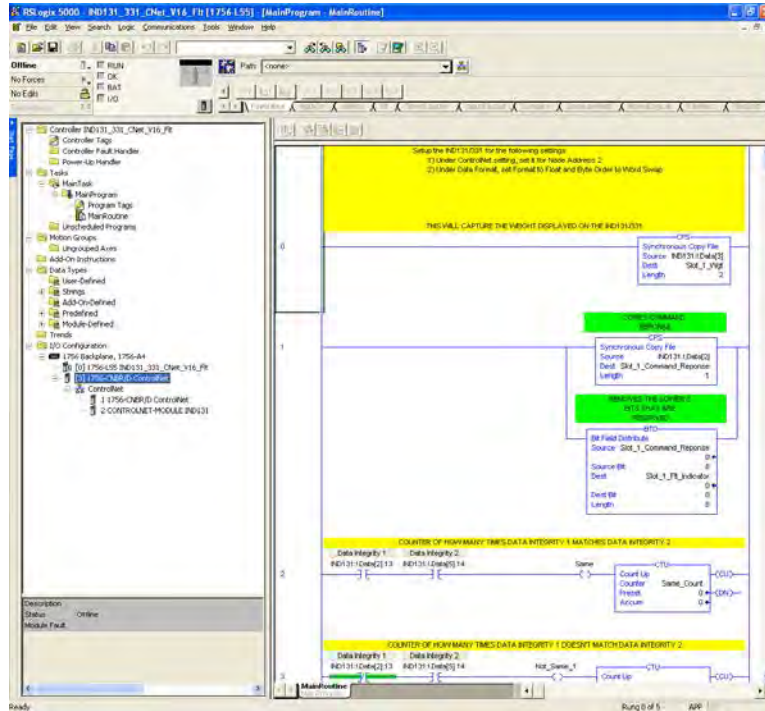 RSLogix 5000 - IND131_331_CNet_V16_Flt [1756-L55] - [MainProgram - MainRoutine]
File Edit View Search Logic Communications Tools Window Help
Offline
RUN
Path <none>
No Forces
OK
BAT
No Edits
I/O
Controller IND131_331_CNet_V16_Flt
Controller Tags
Controller Fault Handler
Power-Up Handler
Tasks
MainTask
MainProgram
Program Tags
MainRoutine
Unscheduled Programs
Motion Groups
Ungrouped Axes
Add-On Instructions
Data Types
User-Defined
Strings
Add-On-Defined
Predefined
Module-Defined
Trends
I/O Configuration
1756 Backplane, 1756-A4
[0] 1756-L55 IND131_331_CNet_V16_Flt
[3] 1756-CNBR/D ControlNet
ControlNet
1 1756-CNBR/D ControlNet
2 CONTROLNET-MODULE IND131
Description
Status Offline
Module Fault
Setup the IND131/331 for the following settings
1) Under ControlNet setting, set it for Node Address 2
2) Under Data Format, set Format to Float and Byte Order to Word Swap
THIS WILL CAPTURE THE WEIGHT DISPLAYED ON THE IND131/331
0
CPS
Synchronous Copy File
Source IND131:I.Data[3]
Dest Slot_1_Wgt
Length 2
COPIES COMMAND
REPONSE
1
CPS
Synchronous Copy File
Source IND131:I.Data[2]
Dest Slot_1_Command_Reponse
Length 1
REMOVES THE LOWER 5
BITS THAT ARE
BTD
Bit Field Distribute
Source Slot_1_Command_Reponse
0
Source Bit
Dest Slot_1_Flt_Indicator
0
Dest Bit 0
Length
COUNTER OF HOW MANY TIMES DATA INTEGRITY 1 MATCHES DATA INTEGRITY 2
Data Integrity 1 Data Integrity 2
IND131:I.Data[2].13 IND131:I.Data[5].14 Same
2
CTU
Count Up
Counter Same_Count
Preset 0
Accum 0
CU
DN
COUNTER OF HOW MANY TIMES DATA INTEGRITY 1 DOESN'T MATCH DATA INTEGRITY 2
Data Integrity 1 Data Integrity 2
IND131:I.Data[2].13 IND131:I.Data[5].14 Not_Same_1
3
CTU
Count Up
CU
MainRoutine
Ready
Rung 0 of 5 APP